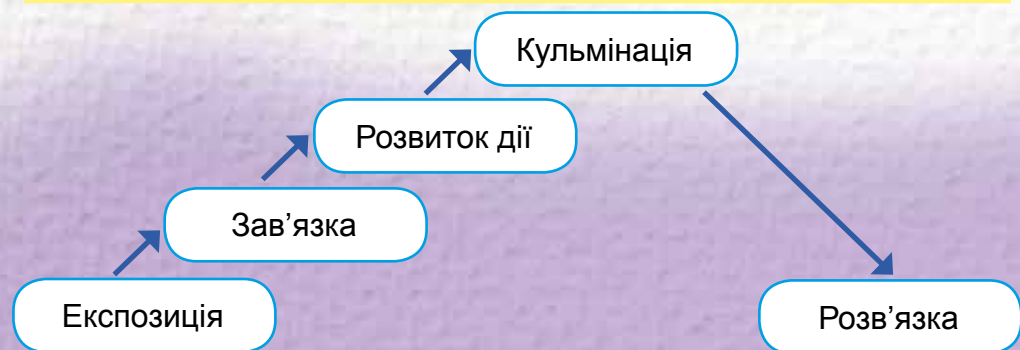 Кульмінація
Розвиток дії
Зав’язка
Експозиція
Розв’язка